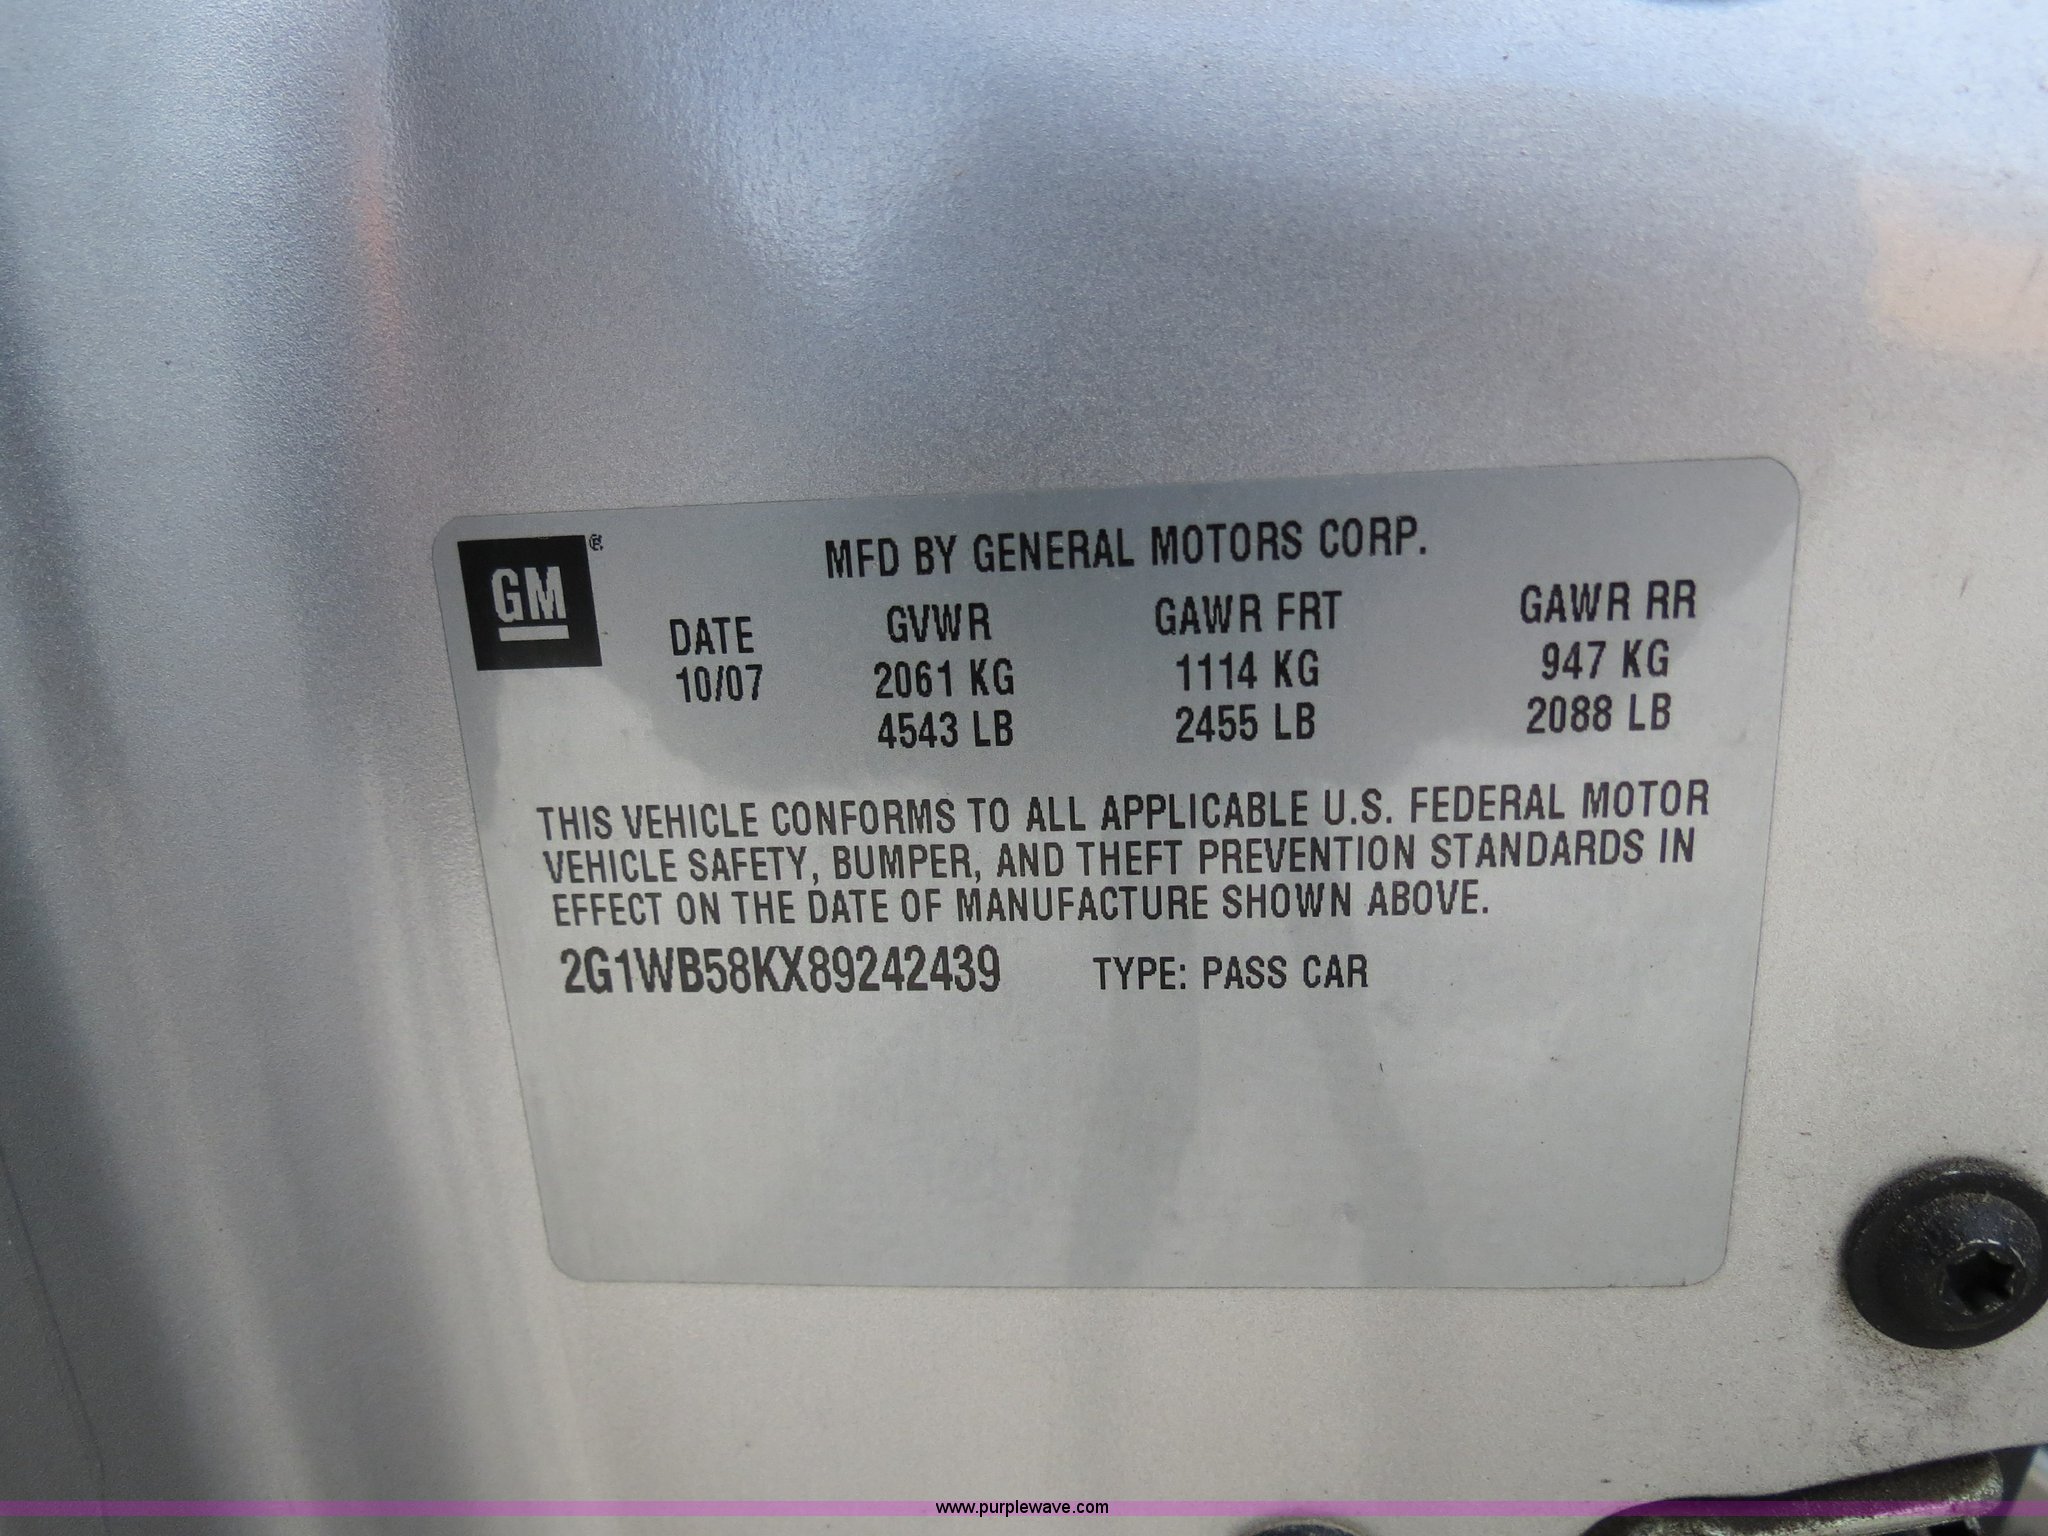 GM
MFD BY GENERAL MOTORS CORP.
DATE GVWR GAWR FRT GAWR RR
10/07 2061 KG 1114 KG 947 KG
4543 LB 2455 LB 2088 LB
THIS VEHICLE CONFORMS TO ALL APPLICABLE U.S. FEDERAL MOTOR
VEHICLE SAFETY, BUMPER, AND THEFT PREVENTION STANDARDS IN
EFFECT ON THE DATE OF MANUFACTURE SHOWN ABOVE.
2G1WB58KX89242439 TYPE: PASS CAR
www.purplewave.com